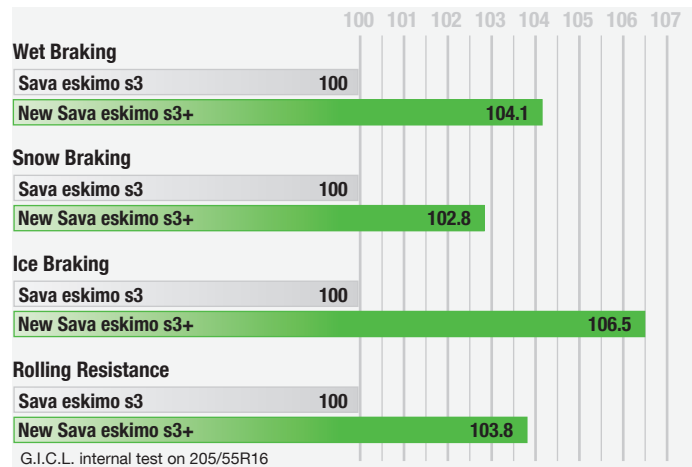 100 101 102 103 104 105 106 107
Wet Braking
Sava eskimo s3 100
New Sava eskimo s3+ 104.1
Snow Braking
Sava eskimo s3 100
New Sava eskimo s3+ 102.8
Ice Braking
Sava eskimo s3 100
New Sava eskimo s3+ 106.5
Rolling Resistance
Sava eskimo s3 100
New Sava eskimo s3+ 103.8
G.I.C.L. internal test on 205/55R16